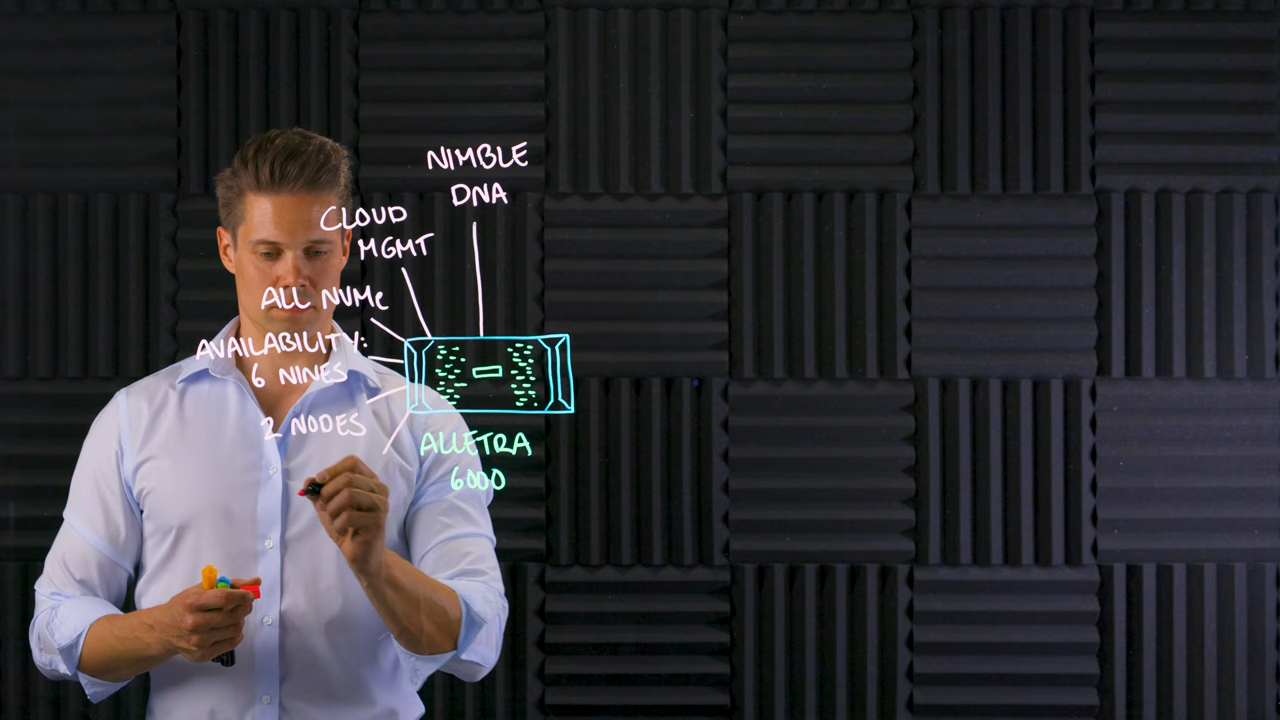 NIMBLE
DNA
CLOUD
MGMT
ALL NVMe
AVAILABILITY:
6 NINES
2 NODES
ALLETRA
6000